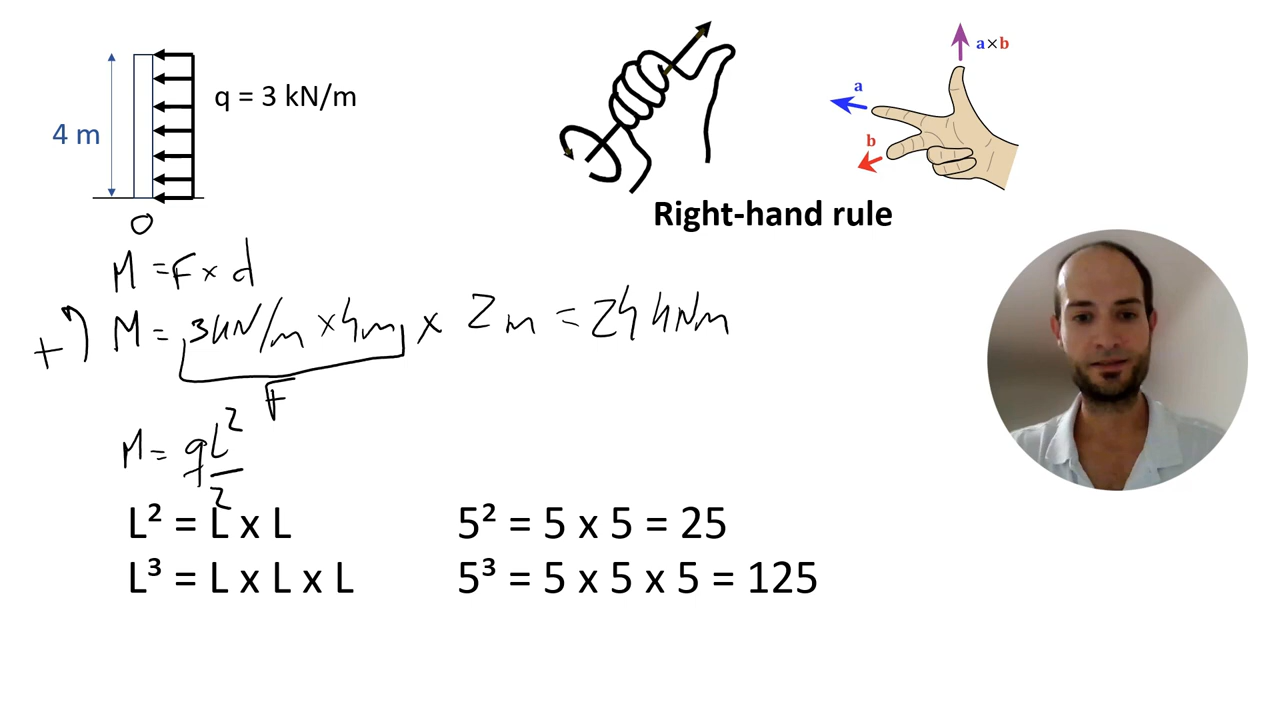 q = 3 kN/m
4 m
O
a×b
a
b
Right-hand rule
M = F × d
+ M = 3kN/m × 4m × 2m = 24 kNm
F
M = qL²/2
L² = L x L
5² = 5 x 5 = 25
L³ = L x L x L
5³ = 5 x 5 x 5 = 125